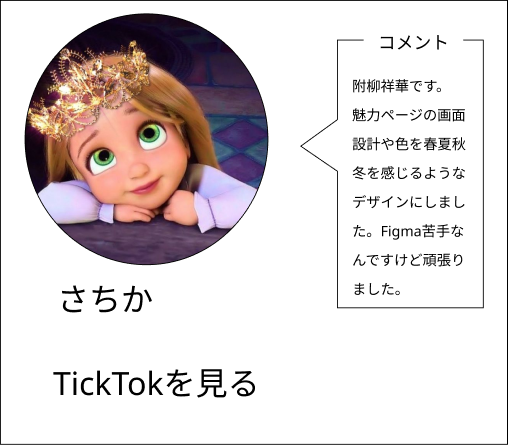 コメント
附柳祥華です。
魅力ページの画面
設計や色を春夏秋
冬を感じるような
デザインにしまし
た。Figma苦手な
んですけど頑張り
ました。
さちか
TickTokを見る